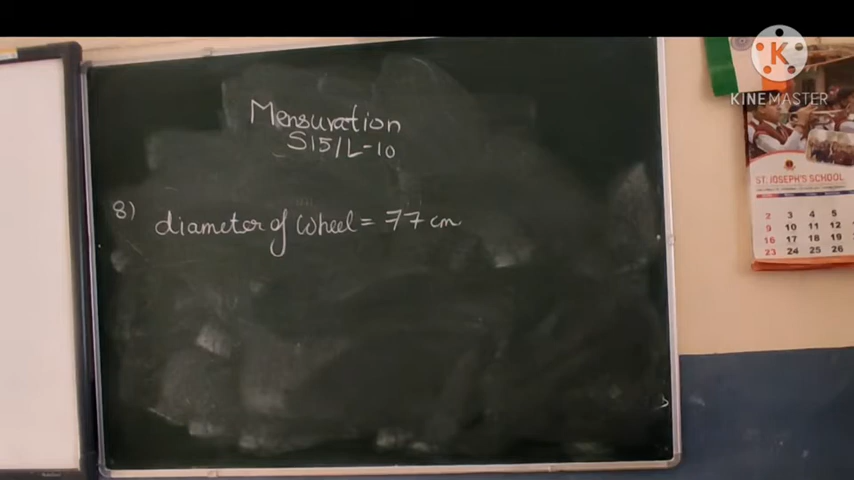 Mensuration
S15/L-10
8) diameter of wheel = 77 cm
K
KINEMASTER
ST. JOSEPH'S SCHOOL
2 3 4 5
9 10 11 12
16 17 18 19
23 24 25 26